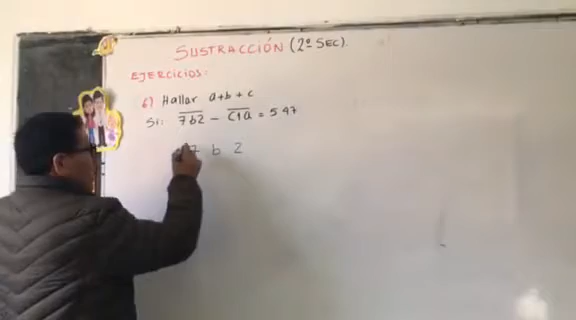 SUSTRACCIÓN (2º SEC).
EJERCICIOS:
6) Hallar a+b+c
Si: 7b2 - c1a = 547
7 b 2